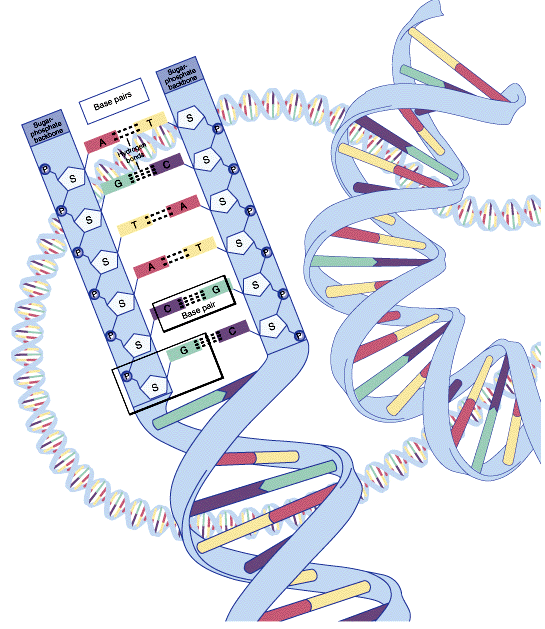 Sugar-
phosphate
backbone
Base pairs
Sugar-
phosphate
backbone
A T S
P
Hydrogen
bonds
P S G C S
P
P S T A S
P
P S A T S
P
P S C G S
P
Base pair
P S G C S
P
P S